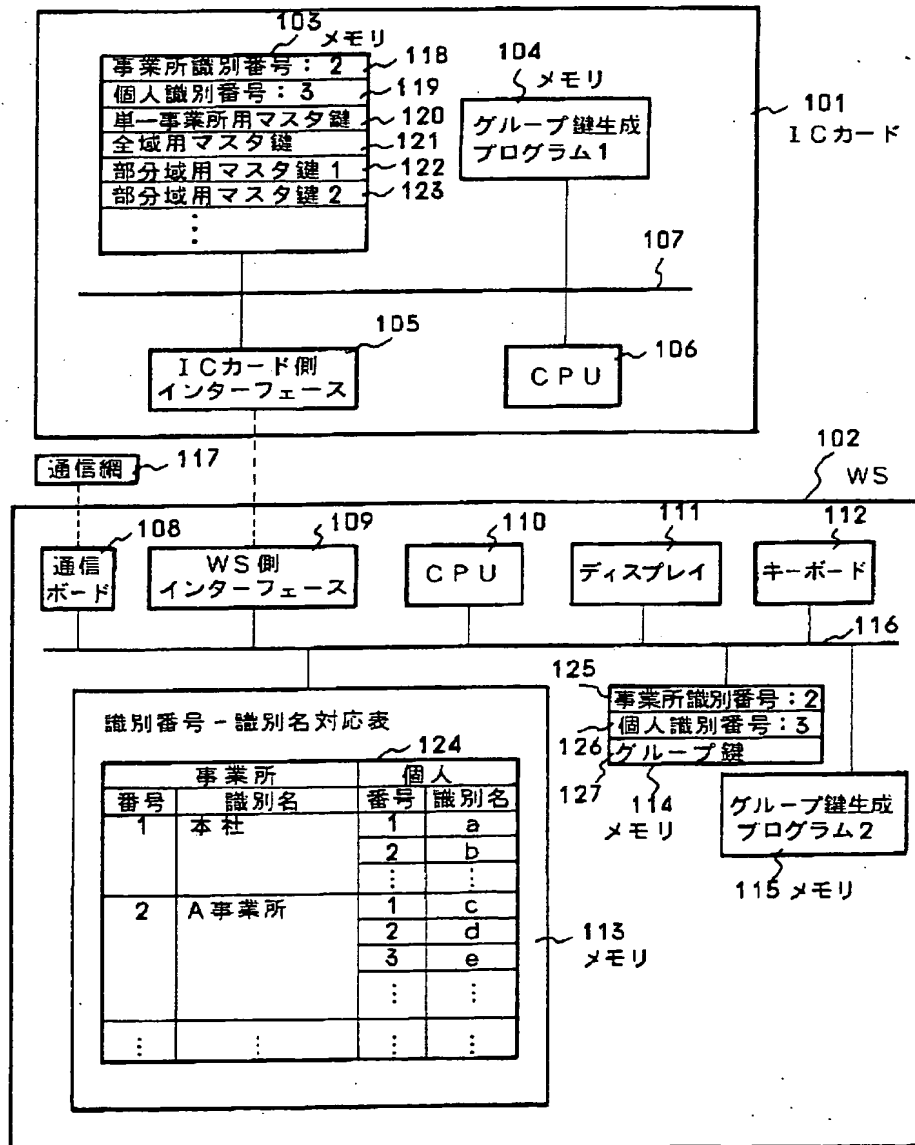 103
メモリ
事業所識別番号：2
118
個人識別番号：3
119
単一事業所用マスタ鍵
120
全域用マスタ鍵
121
部分域用マスタ鍵1
122
部分域用マスタ鍵2
123
⋮
104
メモリ
グループ鍵生成
プログラム1
101
ICカード
107
105
ICカード側
インターフェース
106
CPU
通信網
117
102
WS
108
通信
ボード
109
WS側
インターフェース
110
CPU
111
ディスプレイ
112
キーボード
116
識別番号-識別名対応表
124
事業所 個人
番号 識別名 番号 識別名
1 本社 1 a
2 b
⋮ ⋮
2 A事業所 1 c
2 d
3 e
⋮ ⋮
⋮ ⋮ ⋮ ⋮
113
メモリ
125
事業所識別番号：2
126
個人識別番号：3
127
グループ鍵
114
メモリ
グループ鍵生成
プログラム2
115 メモリ